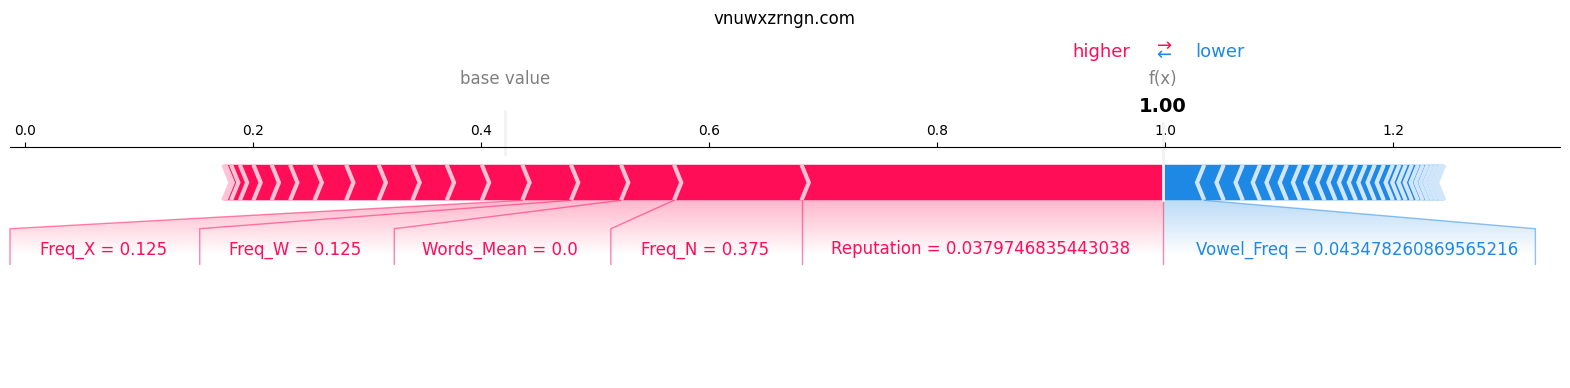 vnuwxzrngn.com
higher ⇄ lower
base value f(x)
1.00
0.0 0.2 0.4 0.6 0.8 1.0 1.2
Freq_X = 0.125 Freq_W = 0.125 Words_Mean = 0.0 Freq_N = 0.375 Reputation = 0.0379746835443038 Vowel_Freq = 0.043478260869565216